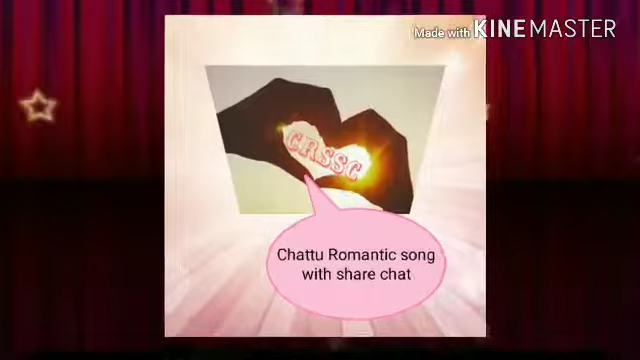 Made with KINEMASTER
CRSSC
Chattu Romantic song
with share chat